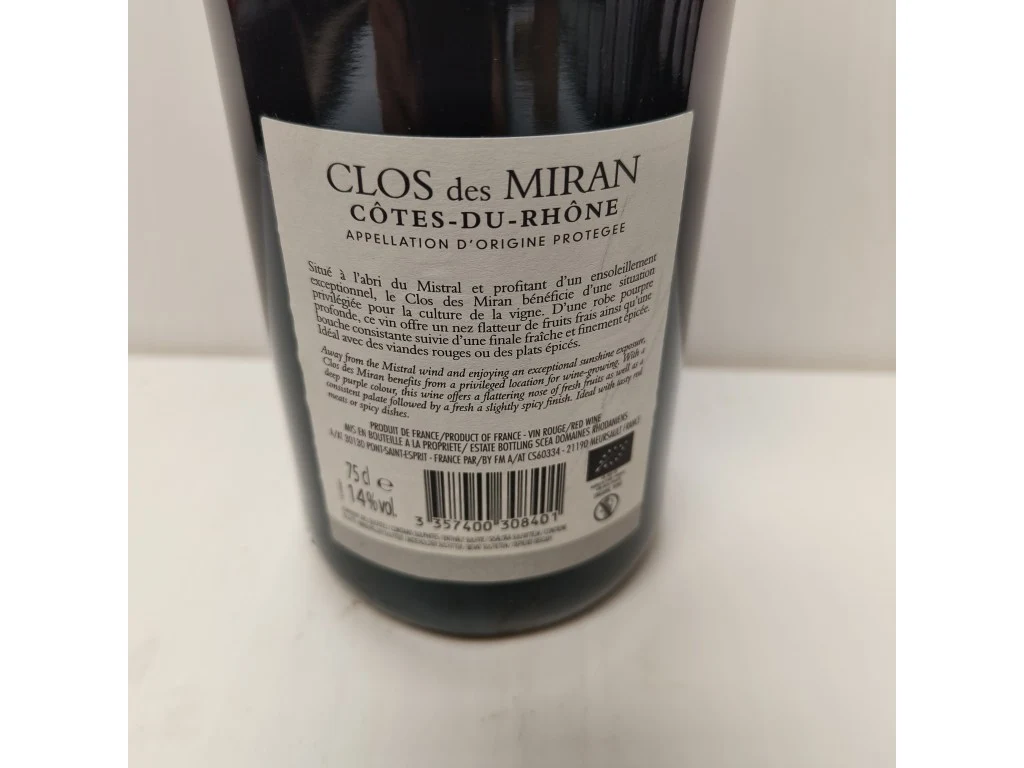 CLOS des MIRAN
CÔTES-DU-RHÔNE
APPELLATION D'ORIGINE PROTEGEE
Situé à l'abri du Mistral et profitant d'un ensoleillement
exceptionnel, le Clos des Miran bénéficie d'une situation
privilégiée pour la culture de la vigne. D'une robe pourpre
profonde, ce vin offre un nez flatteur de fruits frais ainsi qu'une
bouche consistante suivie d'une finale fraîche et finement épicée.
Idéal avec des viandes rouges ou des plats épicés.
Away from the Mistral wind and enjoying an exceptional sunshine exposure,
Clos des Miran benefits from a privileged location for wine-growing. With a
deep purple colour, this wine offers a flattering nose of fresh fruits as well as a
consistent palate followed by a fresh a slightly spicy finish. Ideal with tasty red
meats or spicy dishes.
PRODUIT DE FRANCE/PRODUCT OF FRANCE - VIN ROUGE/RED WINE
MIS EN BOUTEILLE A LA PROPRIETE/ ESTATE BOTTLING SCEA DOMAINES RHODANIENS
A/AT 30130 PONT-SAINT-ESPRIT - FRANCE PAR/BY FM A/AT CS60334 - 21190 MEURSAULT FRANCE
75cl e
14%vol.
3 357400 308401